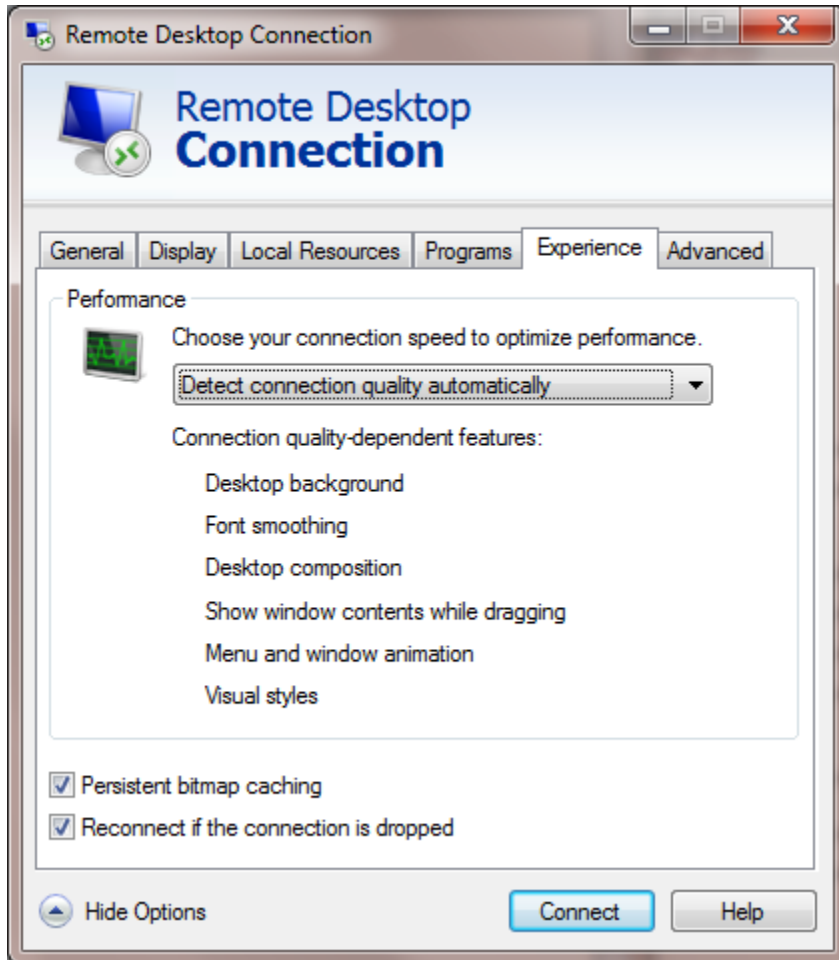 Remote Desktop Connection
Remote Desktop
Connection
General Display Local Resources Programs Experience Advanced
Performance
Choose your connection speed to optimize performance.
Detect connection quality automatically
Connection quality-dependent features:
Desktop background
Font smoothing
Desktop composition
Show window contents while dragging
Menu and window animation
Visual styles
Persistent bitmap caching
Reconnect if the connection is dropped
Hide Options Connect Help